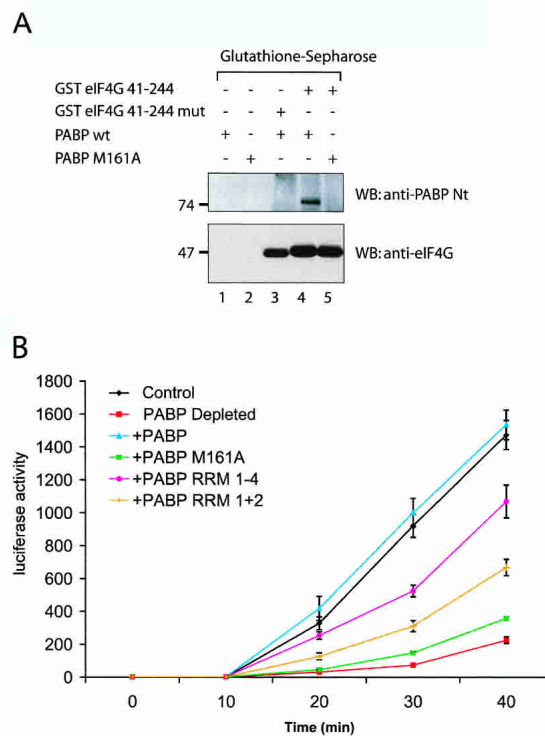 A
Glutathione-Sepharose
GST eIF4G 41-244 - - - + +
GST eIF4G 41-244 mut - - + - -
PABP wt + - + + -
PABP M161A - + - - +
74 WB: anti-PABP Nt
47 WB: anti-eIF4G
1 2 3 4 5
B
luciferase activity
1800
1600
1400
1200
1000
800
600
400
200
0
Control
PABP Depleted
+PABP
+PABP M161A
+PABP RRM 1-4
+PABP RRM 1+2
0 10 20 30 40
Time (min)